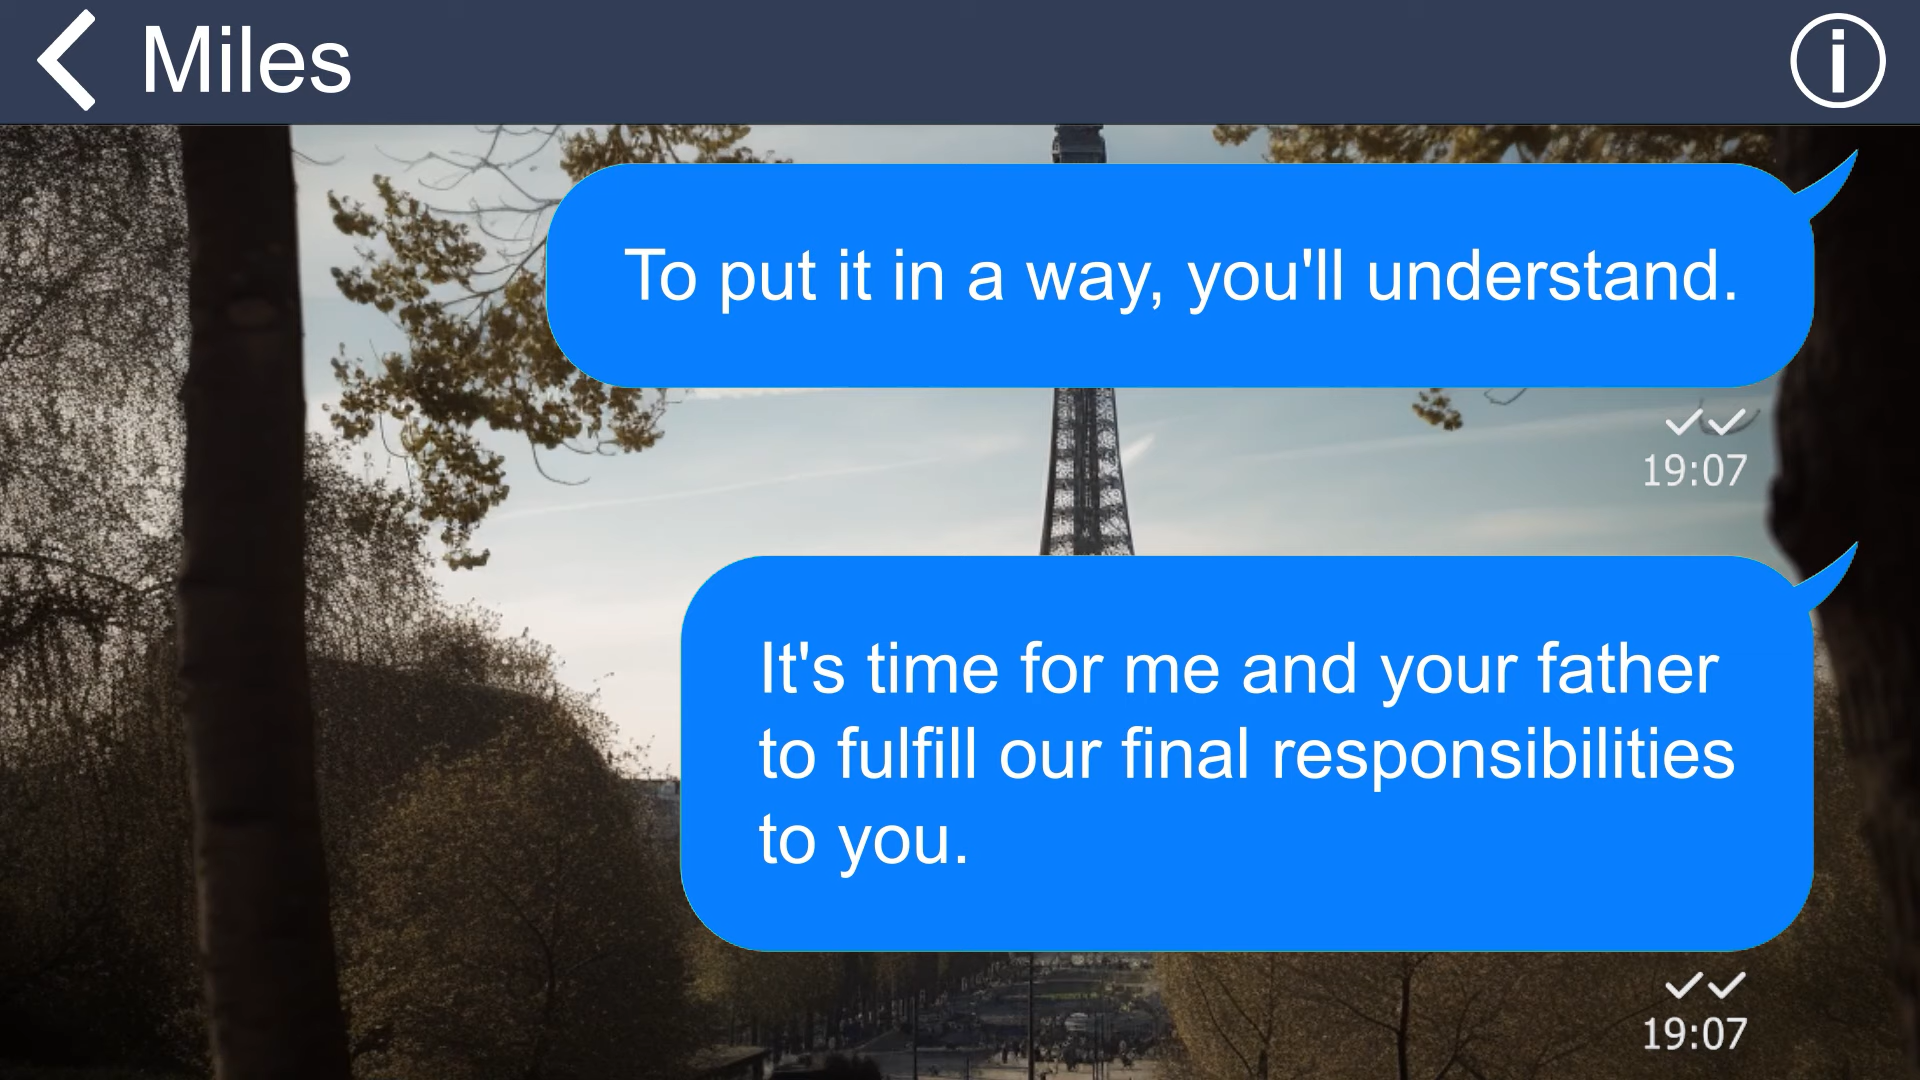 Miles
To put it in a way, you'll understand.
19:07
It's time for me and your father
to fulfill our final responsibilities
to you.
19:07